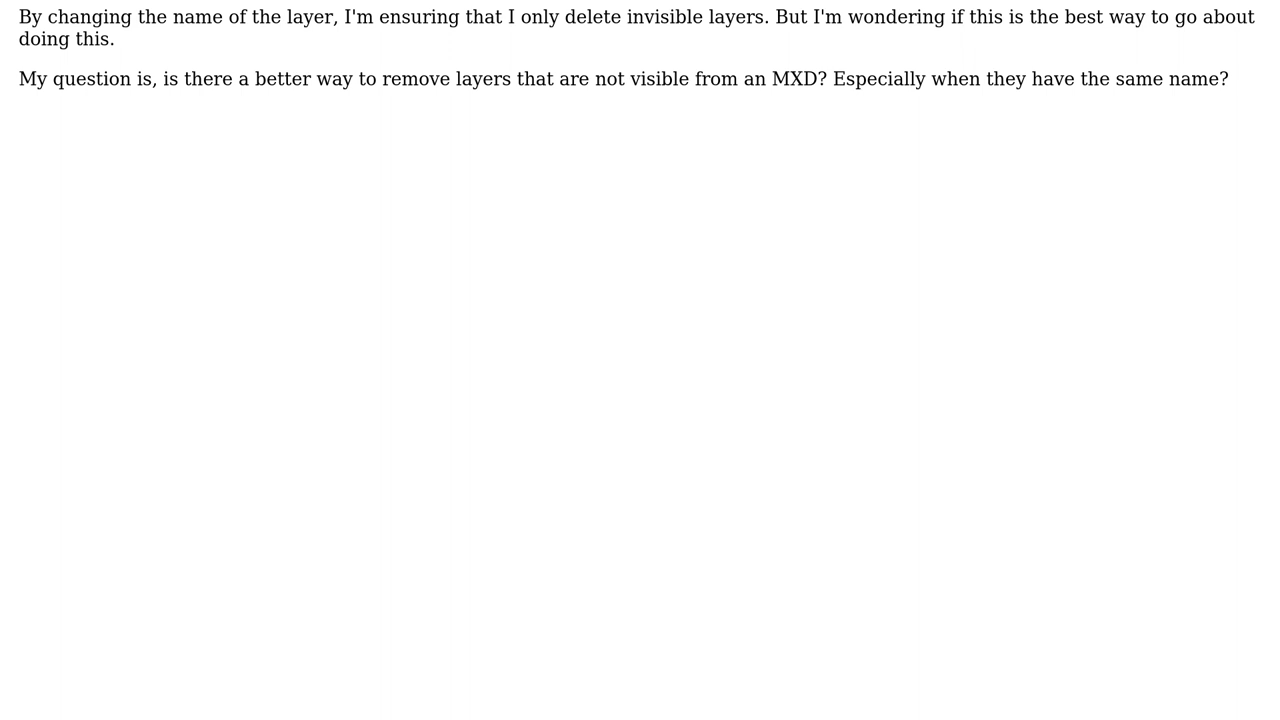 By changing the name of the layer, I'm ensuring that I only delete invisible layers. But I'm wondering if this is the best way to go about
doing this.
My question is, is there a better way to remove layers that are not visible from an MXD? Especially when they have the same name?